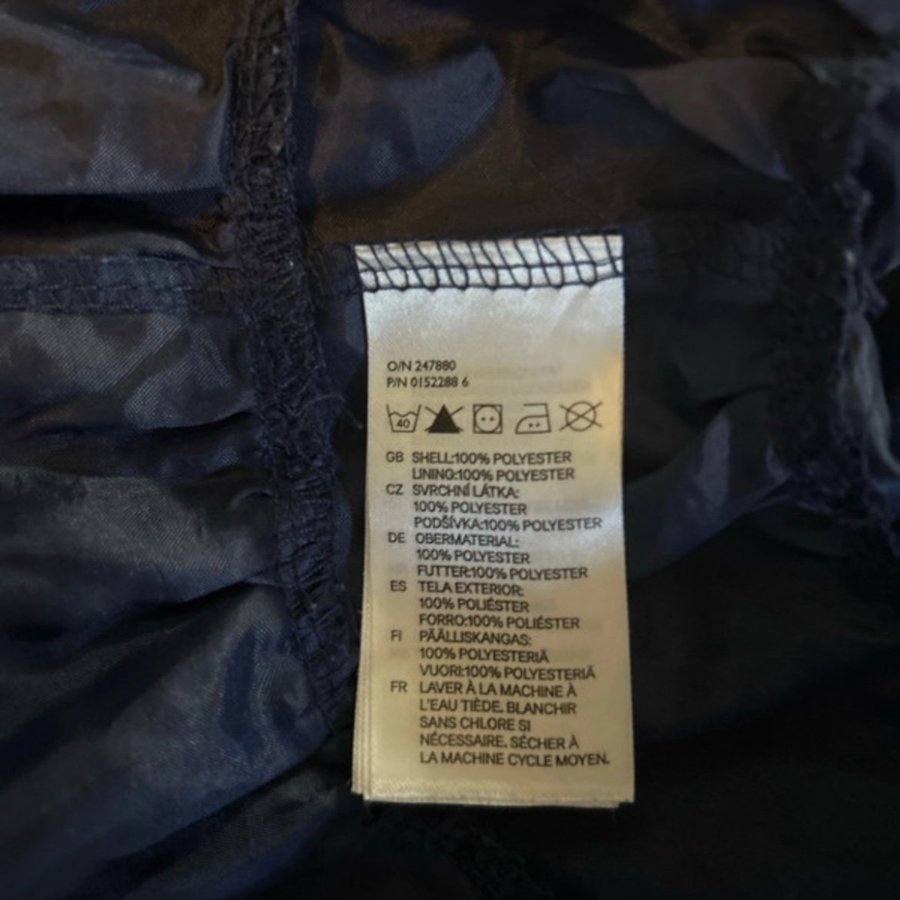 O/N 247880
P/N 0152288 6
40
GB SHELL:100% POLYESTER
LINING:100% POLYESTER
CZ SVRCHNÍ LÁTKA:
100% POLYESTER
PODŠÍVKA:100% POLYESTER
DE OBERMATERIAL:
100% POLYESTER
FUTTER:100% POLYESTER
ES TELA EXTERIOR:
100% POLIÉSTER
FORRO:100% POLIÉSTER
FI PÄÄLLISKANGAS:
100% POLYESTERIÄ
VUORI:100% POLYESTERIÄ
FR LAVER À LA MACHINE À
L'EAU TIÈDE. BLANCHIR
SANS CHLORE SI
NÉCESSAIRE. SÉCHER À
LA MACHINE CYCLE MOYEN.